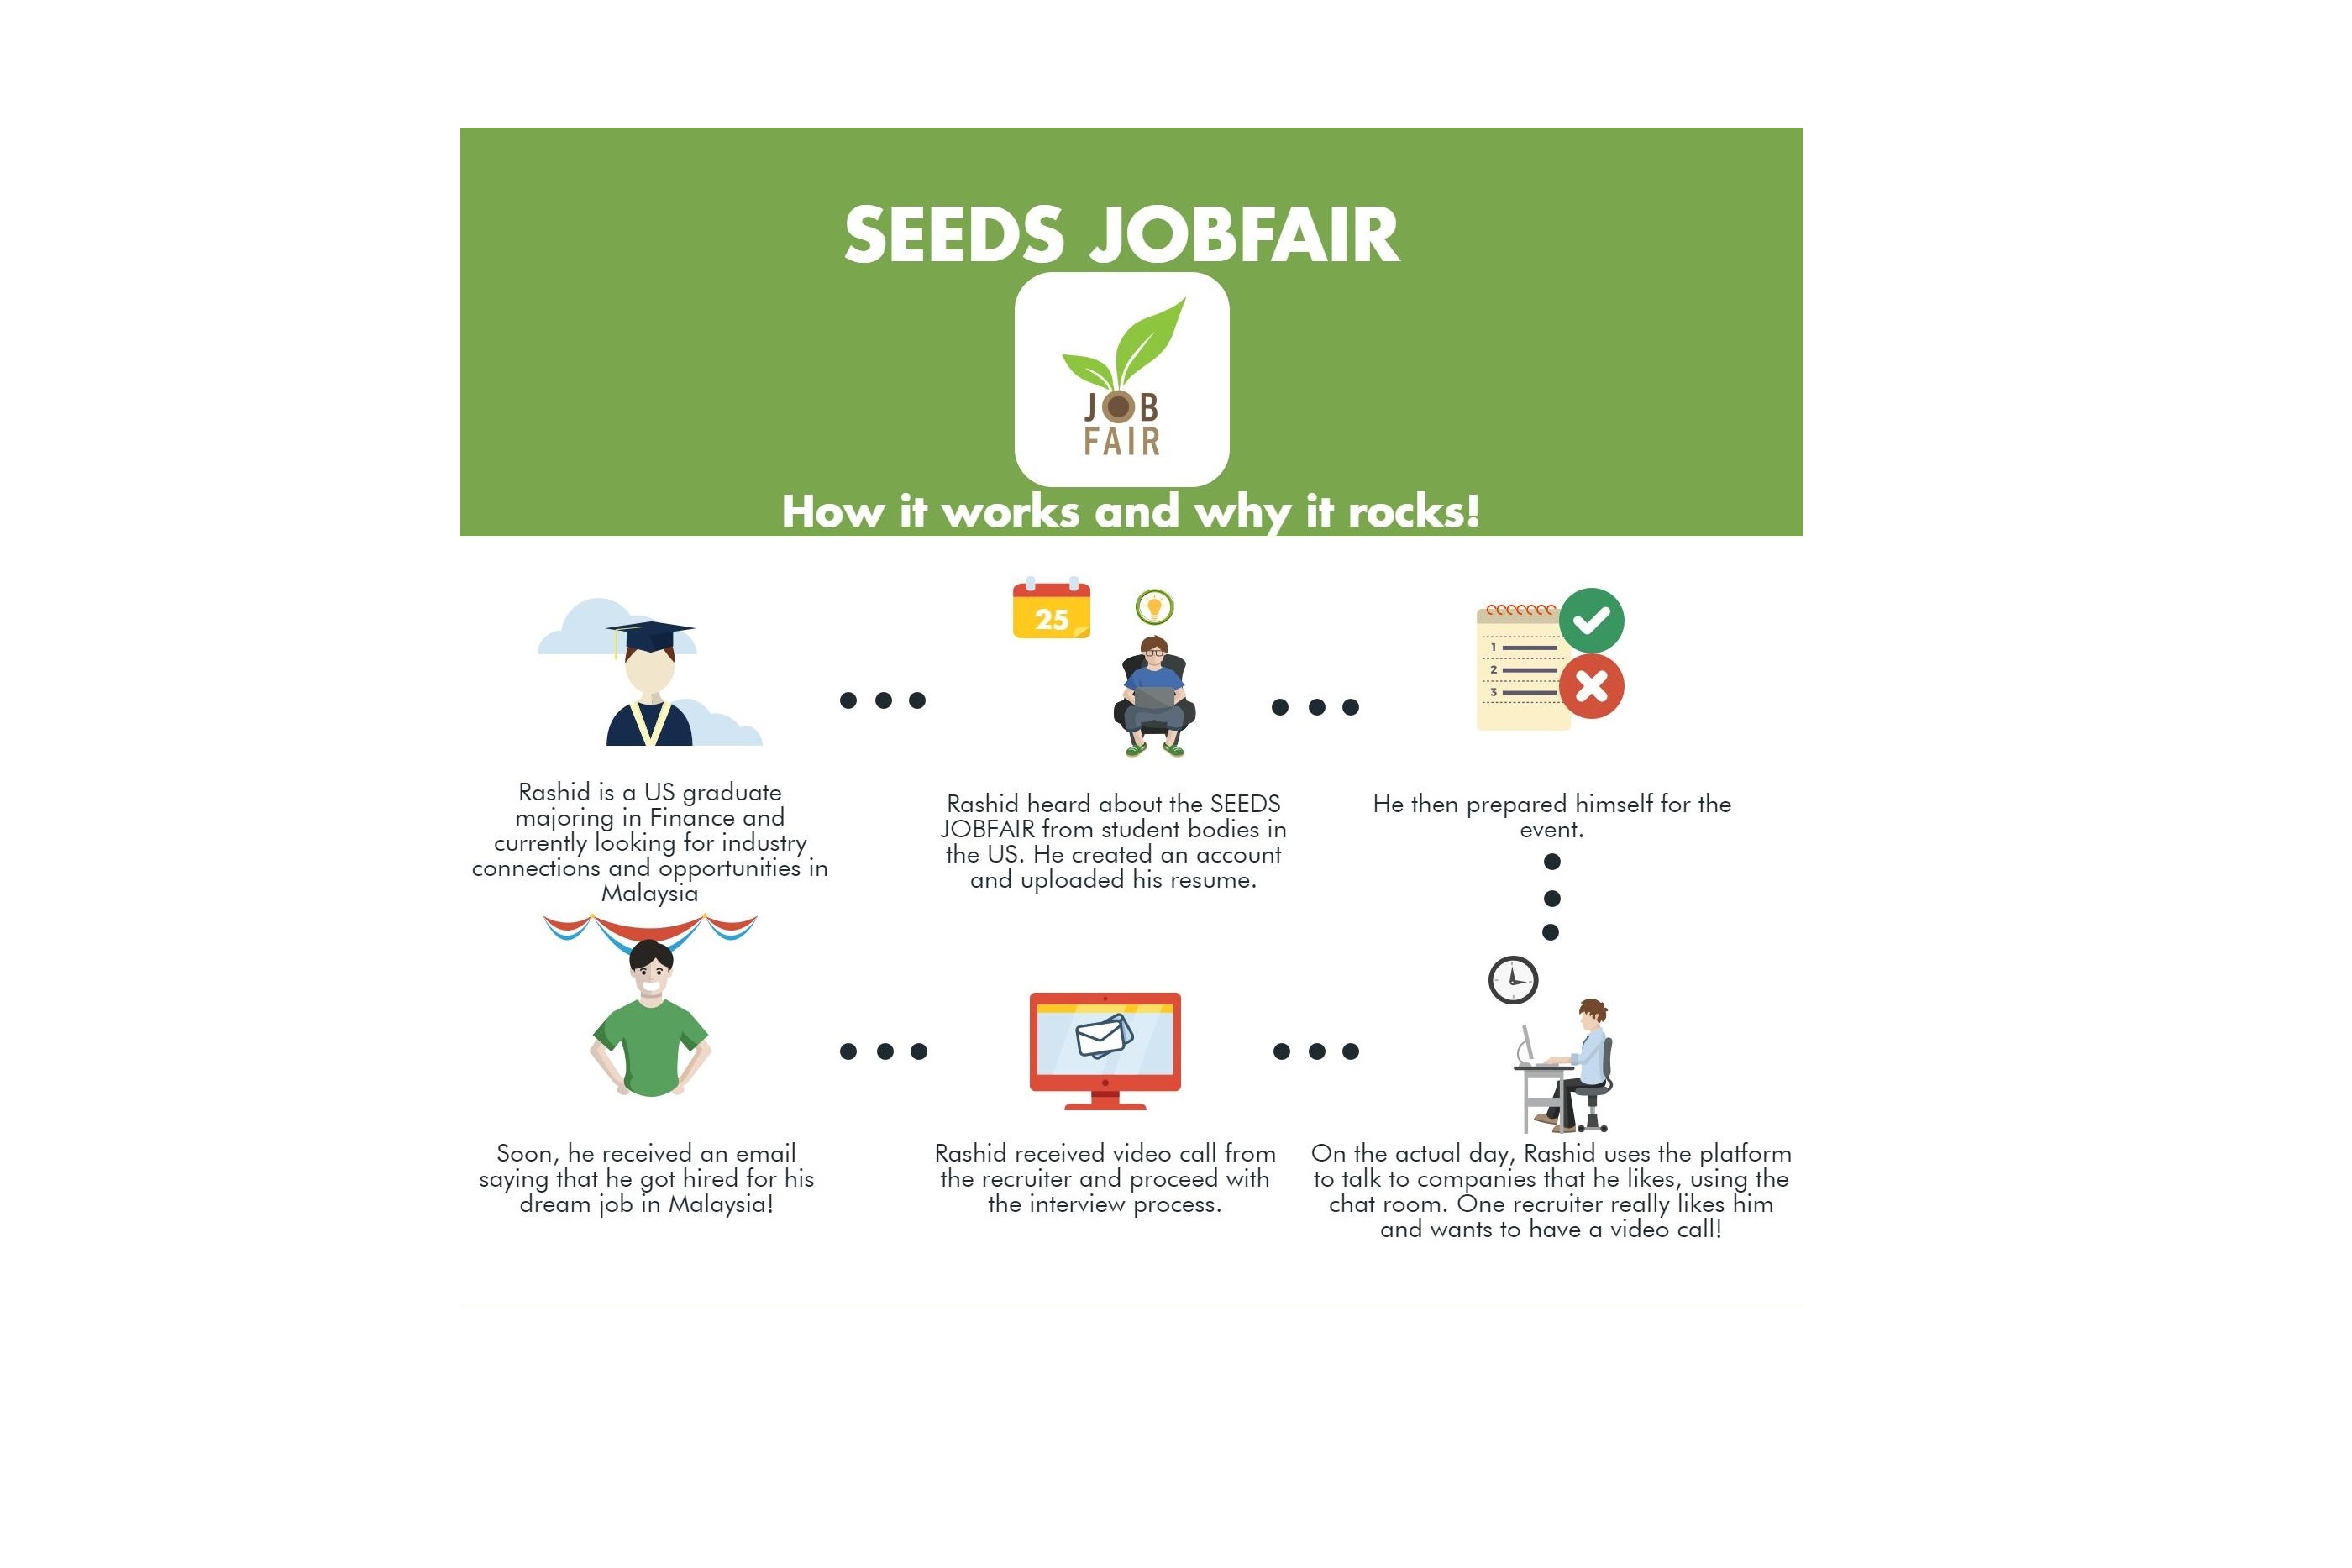 SEEDS JOBFAIR
JOB
FAIR
How it works and why it rocks!
25
1
2
3
Rashid is a US graduate
majoring in Finance and
currently looking for industry
connections and opportunities in
Malaysia
Rashid heard about the SEEDS
JOBFAIR from student bodies in
the US. He created an account
and uploaded his resume.
He then prepared himself for the
event.
On the actual day, Rashid uses the platform
to talk to companies that he likes, using the
chat room. One recruiter really likes him
and wants to have a video call!
Rashid received video call from
the recruiter and proceed with
the interview process.
Soon, he received an email
saying that he got hired for his
dream job in Malaysia!